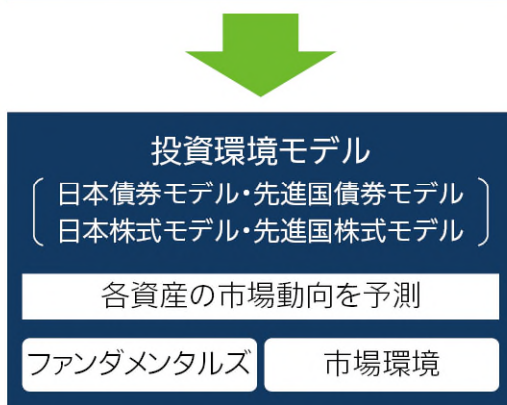 投資環境モデル
日本債券モデル・先進国債券モデル
日本株式モデル・先進国株式モデル
各資産の市場動向を予測
ファンダメンタルズ
市場環境